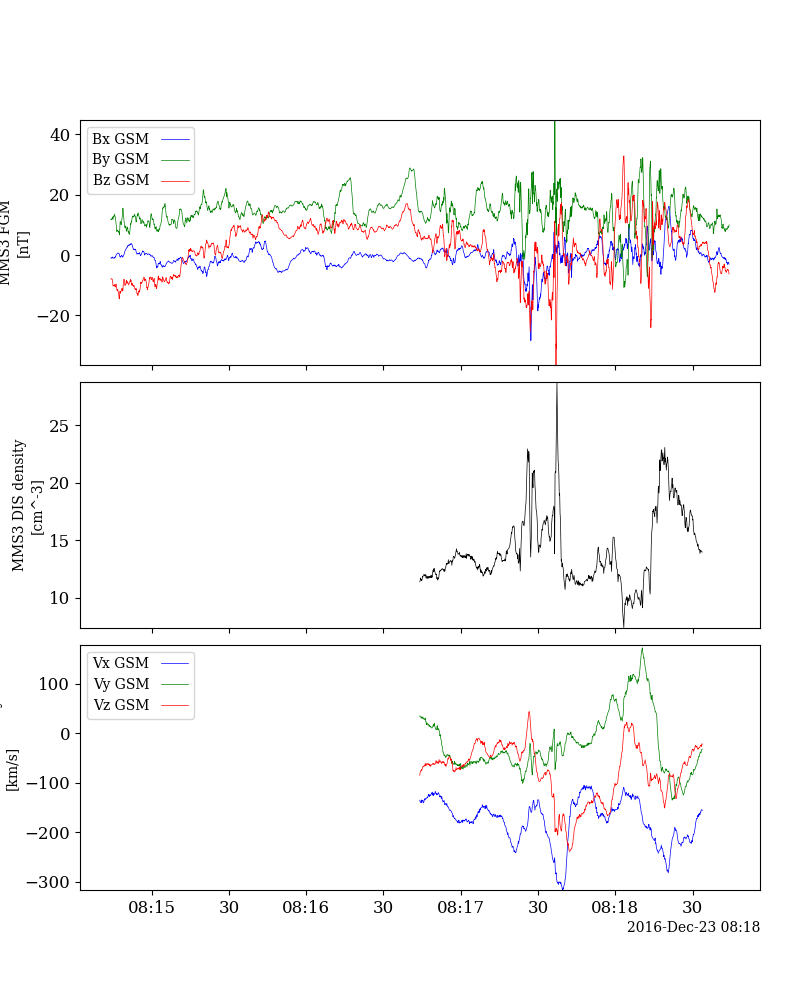 MMS3 FGM
[nT]
40
20
0
−20
Bx GSM
By GSM
Bz GSM
MMS3 DIS density
[cm^-3]
25
20
15
10
[km/s]
100
0
−100
−200
−300
Vx GSM
Vy GSM
Vz GSM
08:15 30 08:16 30 08:17 30 08:18 30
2016-Dec-23 08:18